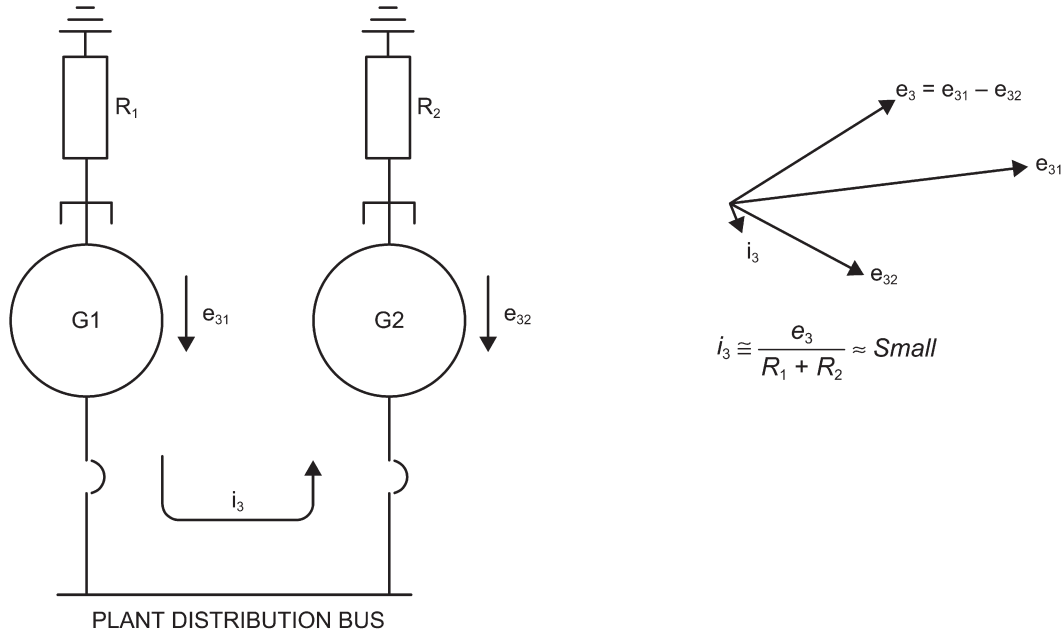 R₁
R₂
G1
e₃₁
G2
e₃₂
i₃
PLANT DISTRIBUTION BUS
e₃ = e₃₁ – e₃₂
e₃₁
i₃
e₃₂
i₃ ≅ e₃ / (R₁ + R₂) ≈ Small